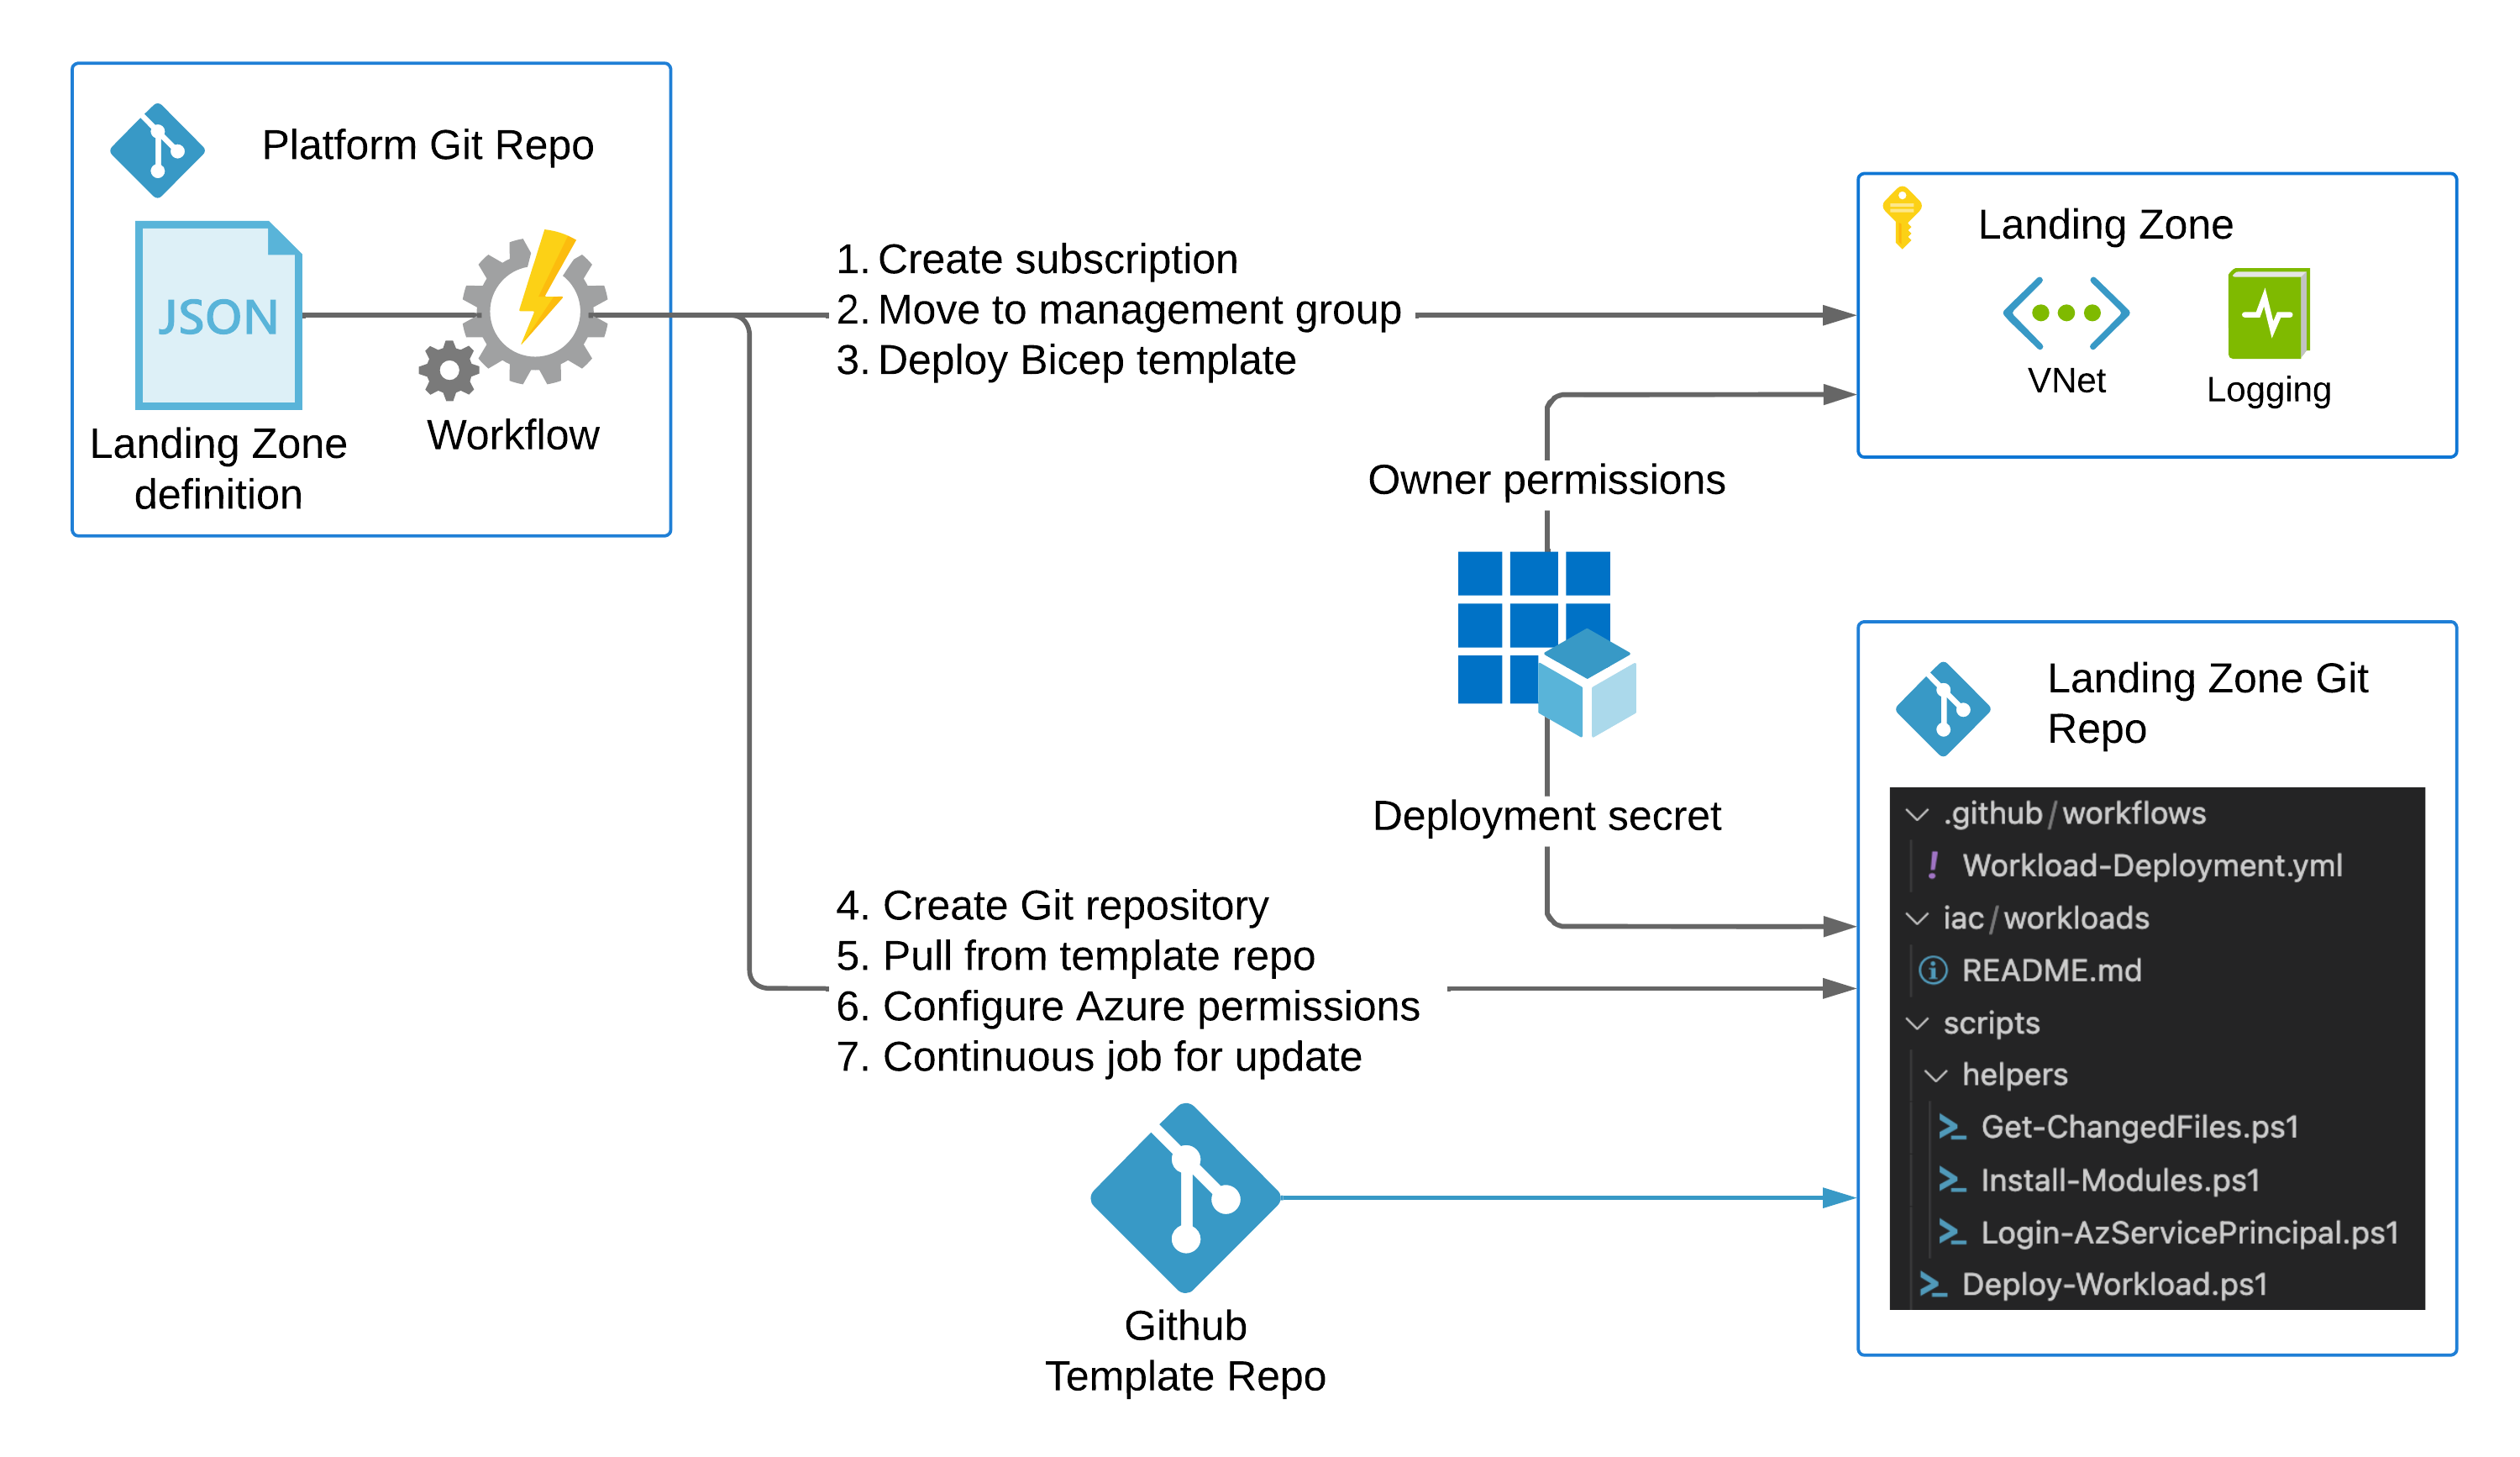 Platform Git Repo
JSON
Landing Zone
definition
Workflow
1. Create subscription
2. Move to management group
3. Deploy Bicep template
Landing Zone
VNet
Logging
Owner permissions
Deployment secret
4. Create Git repository
5. Pull from template repo
6. Configure Azure permissions
7. Continuous job for update
Github
Template Repo
Landing Zone Git
Repo
.github/workflows
! Workload-Deployment.yml
iac/workloads
README.md
scripts
helpers
Get-ChangedFiles.ps1
Install-Modules.ps1
Login-AzServicePrincipal.ps1
Deploy-Workload.ps1